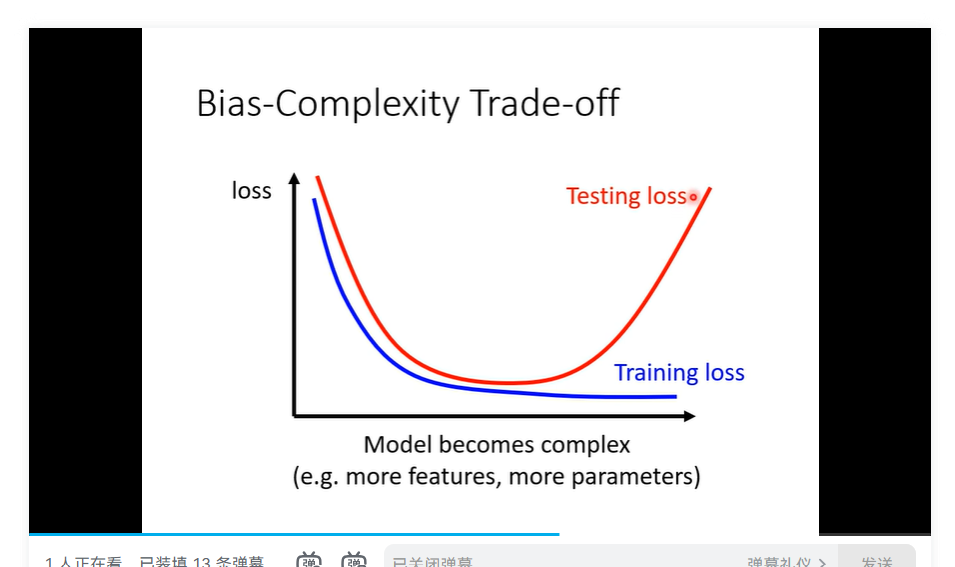 Bias-Complexity Trade-off
loss
Testing loss
Training loss
Model becomes complex
(e.g. more features, more parameters)
1 人正在看
已装填 13 条弹幕
弹
弹
已关闭弹幕
弹幕礼仪 >
发送